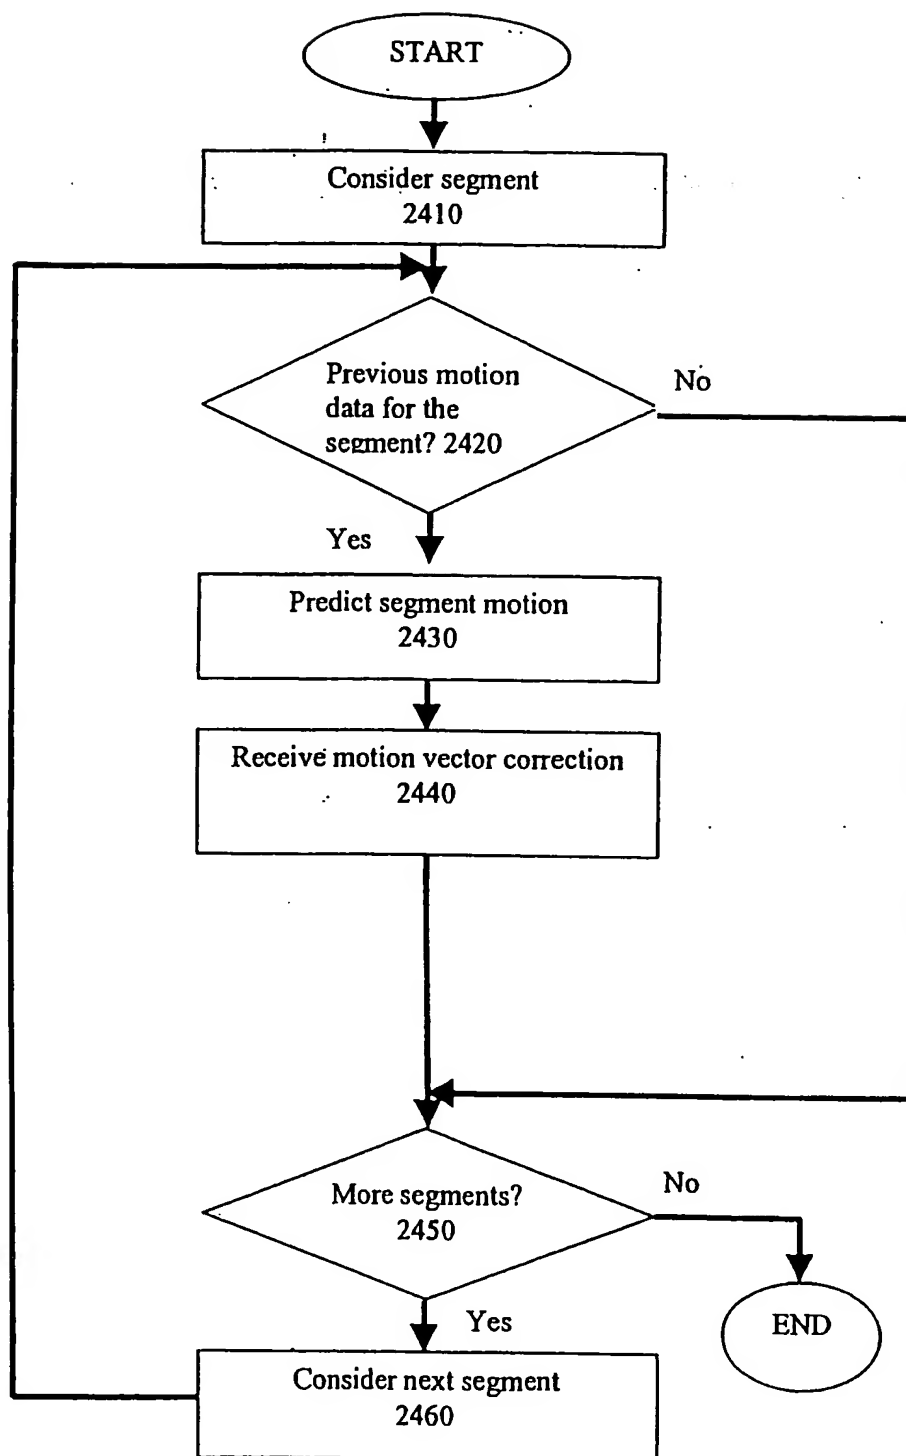 START
Consider segment
2410
Previous motion
data for the
segment? 2420
No
Yes
Predict segment motion
2430
Receive motion vector correction
2440
More segments?
2450
No
Yes
END
Consider next segment
2460